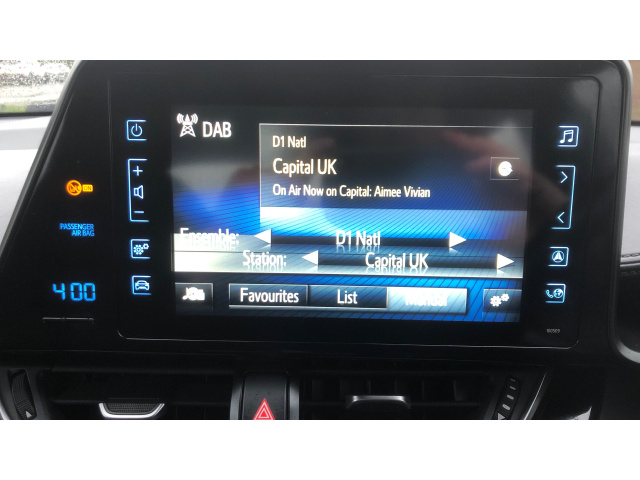 DAB
D1 Natl
Capital UK
On Air Now on Capital: Aimee Vivian
Ensemble: D1 Natl
Station: Capital UK
Favourites List Manual
ON
PASSENGER
AIR BAG
4:00